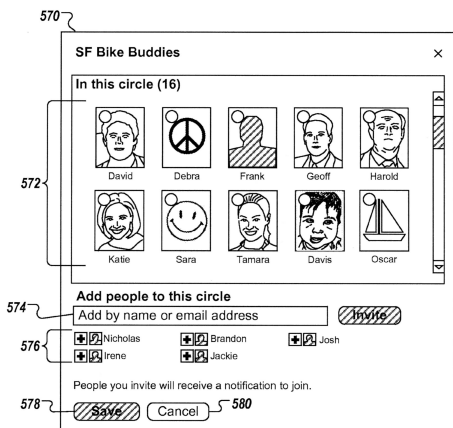 570
SF Bike Buddies ×
In this circle (16)
David Debra Frank Geoff Harold
572
Katie Sara Tamara Davis Oscar
Add people to this circle
574 Add by name or email address Invite
576 + Nicholas + Brandon + Josh
+ Irene + Jackie
People you invite will receive a notification to join.
578 Save Cancel 580